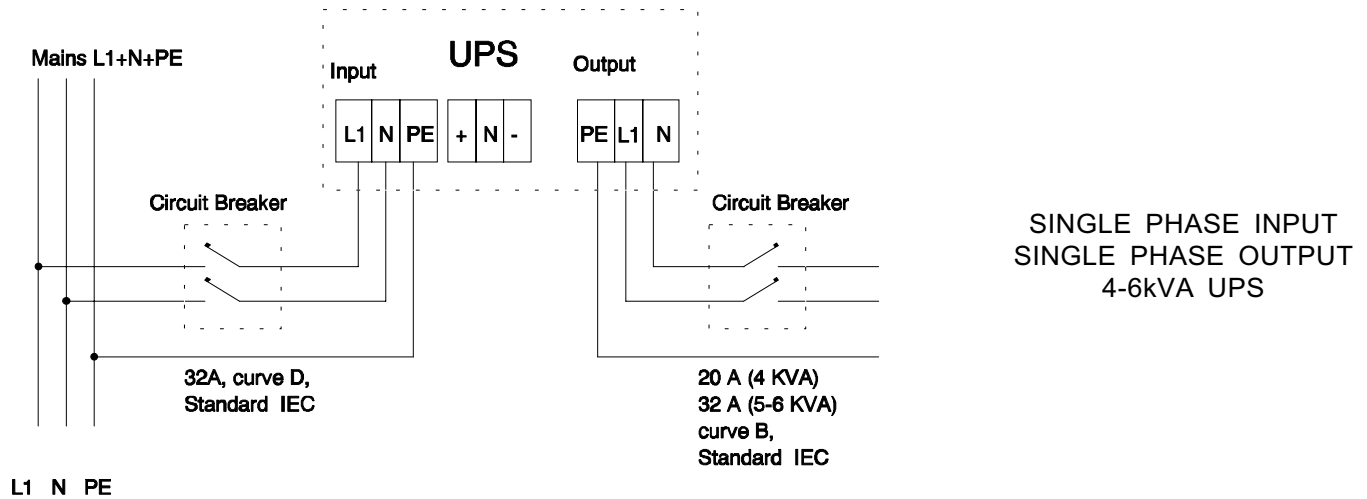 Mains L1+N+PE
UPS
Input
Output
L1 N PE + N - PE L1 N
Circuit Breaker
Circuit Breaker
SINGLE PHASE INPUT
SINGLE PHASE OUTPUT
4-6kVA UPS
32A, curve D,
Standard IEC
20 A (4 KVA)
32 A (5-6 KVA)
curve B,
Standard IEC
L1 N PE